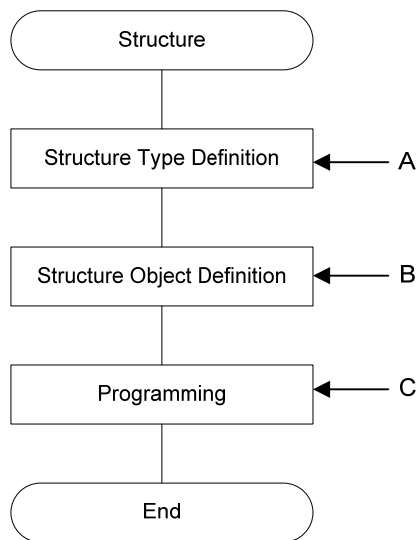 Structure
Structure Type Definition
A
Structure Object Definition
B
Programming
C
End